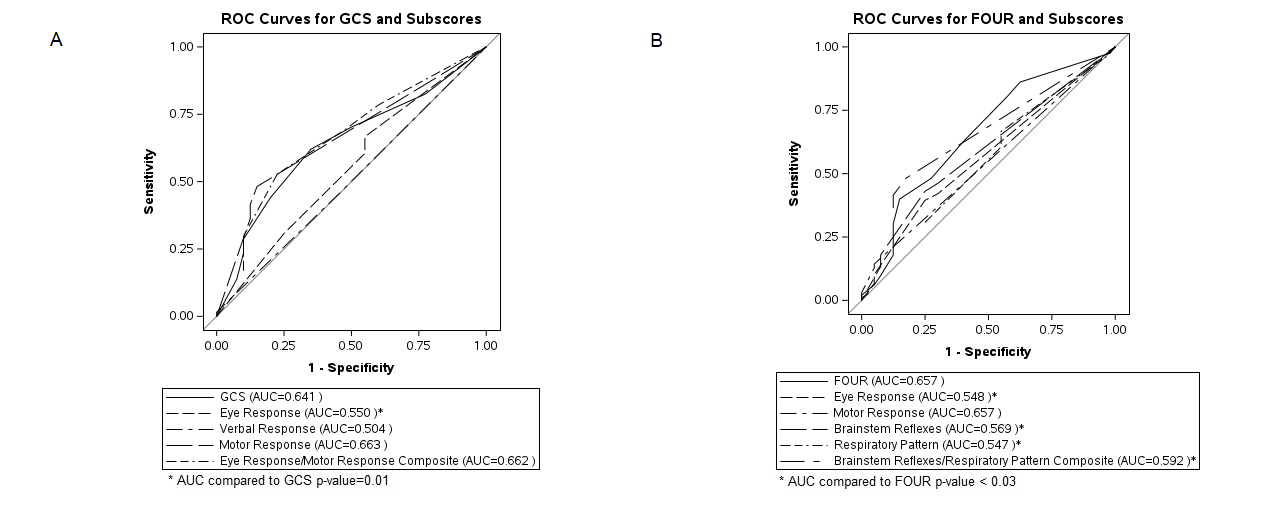 A
ROC Curves for GCS and Subscores
1.00
0.75
0.50
0.25
0.00
Sensitivity
0.00 0.25 0.50 0.75 1.00
1 - Specificity
GCS (AUC=0.641 )
Eye Response (AUC=0.550 )*
Verbal Response (AUC=0.504 )
Motor Response (AUC=0.663 )
Eye Response/Motor Response Composite (AUC=0.662 )
* AUC compared to GCS p-value=0.01
B
ROC Curves for FOUR and Subscores
1.00
0.75
0.50
0.25
0.00
Sensitivity
0.00 0.25 0.50 0.75 1.00
1 - Specificity
FOUR (AUC=0.657 )
Eye Response (AUC=0.548 )*
Motor Response (AUC=0.657 )
Brainstem Reflexes (AUC=0.569 )*
Respiratory Pattern (AUC=0.547 )*
Brainstem Reflexes/Respiratory Pattern Composite (AUC=0.592 )*
* AUC compared to FOUR p-value < 0.03